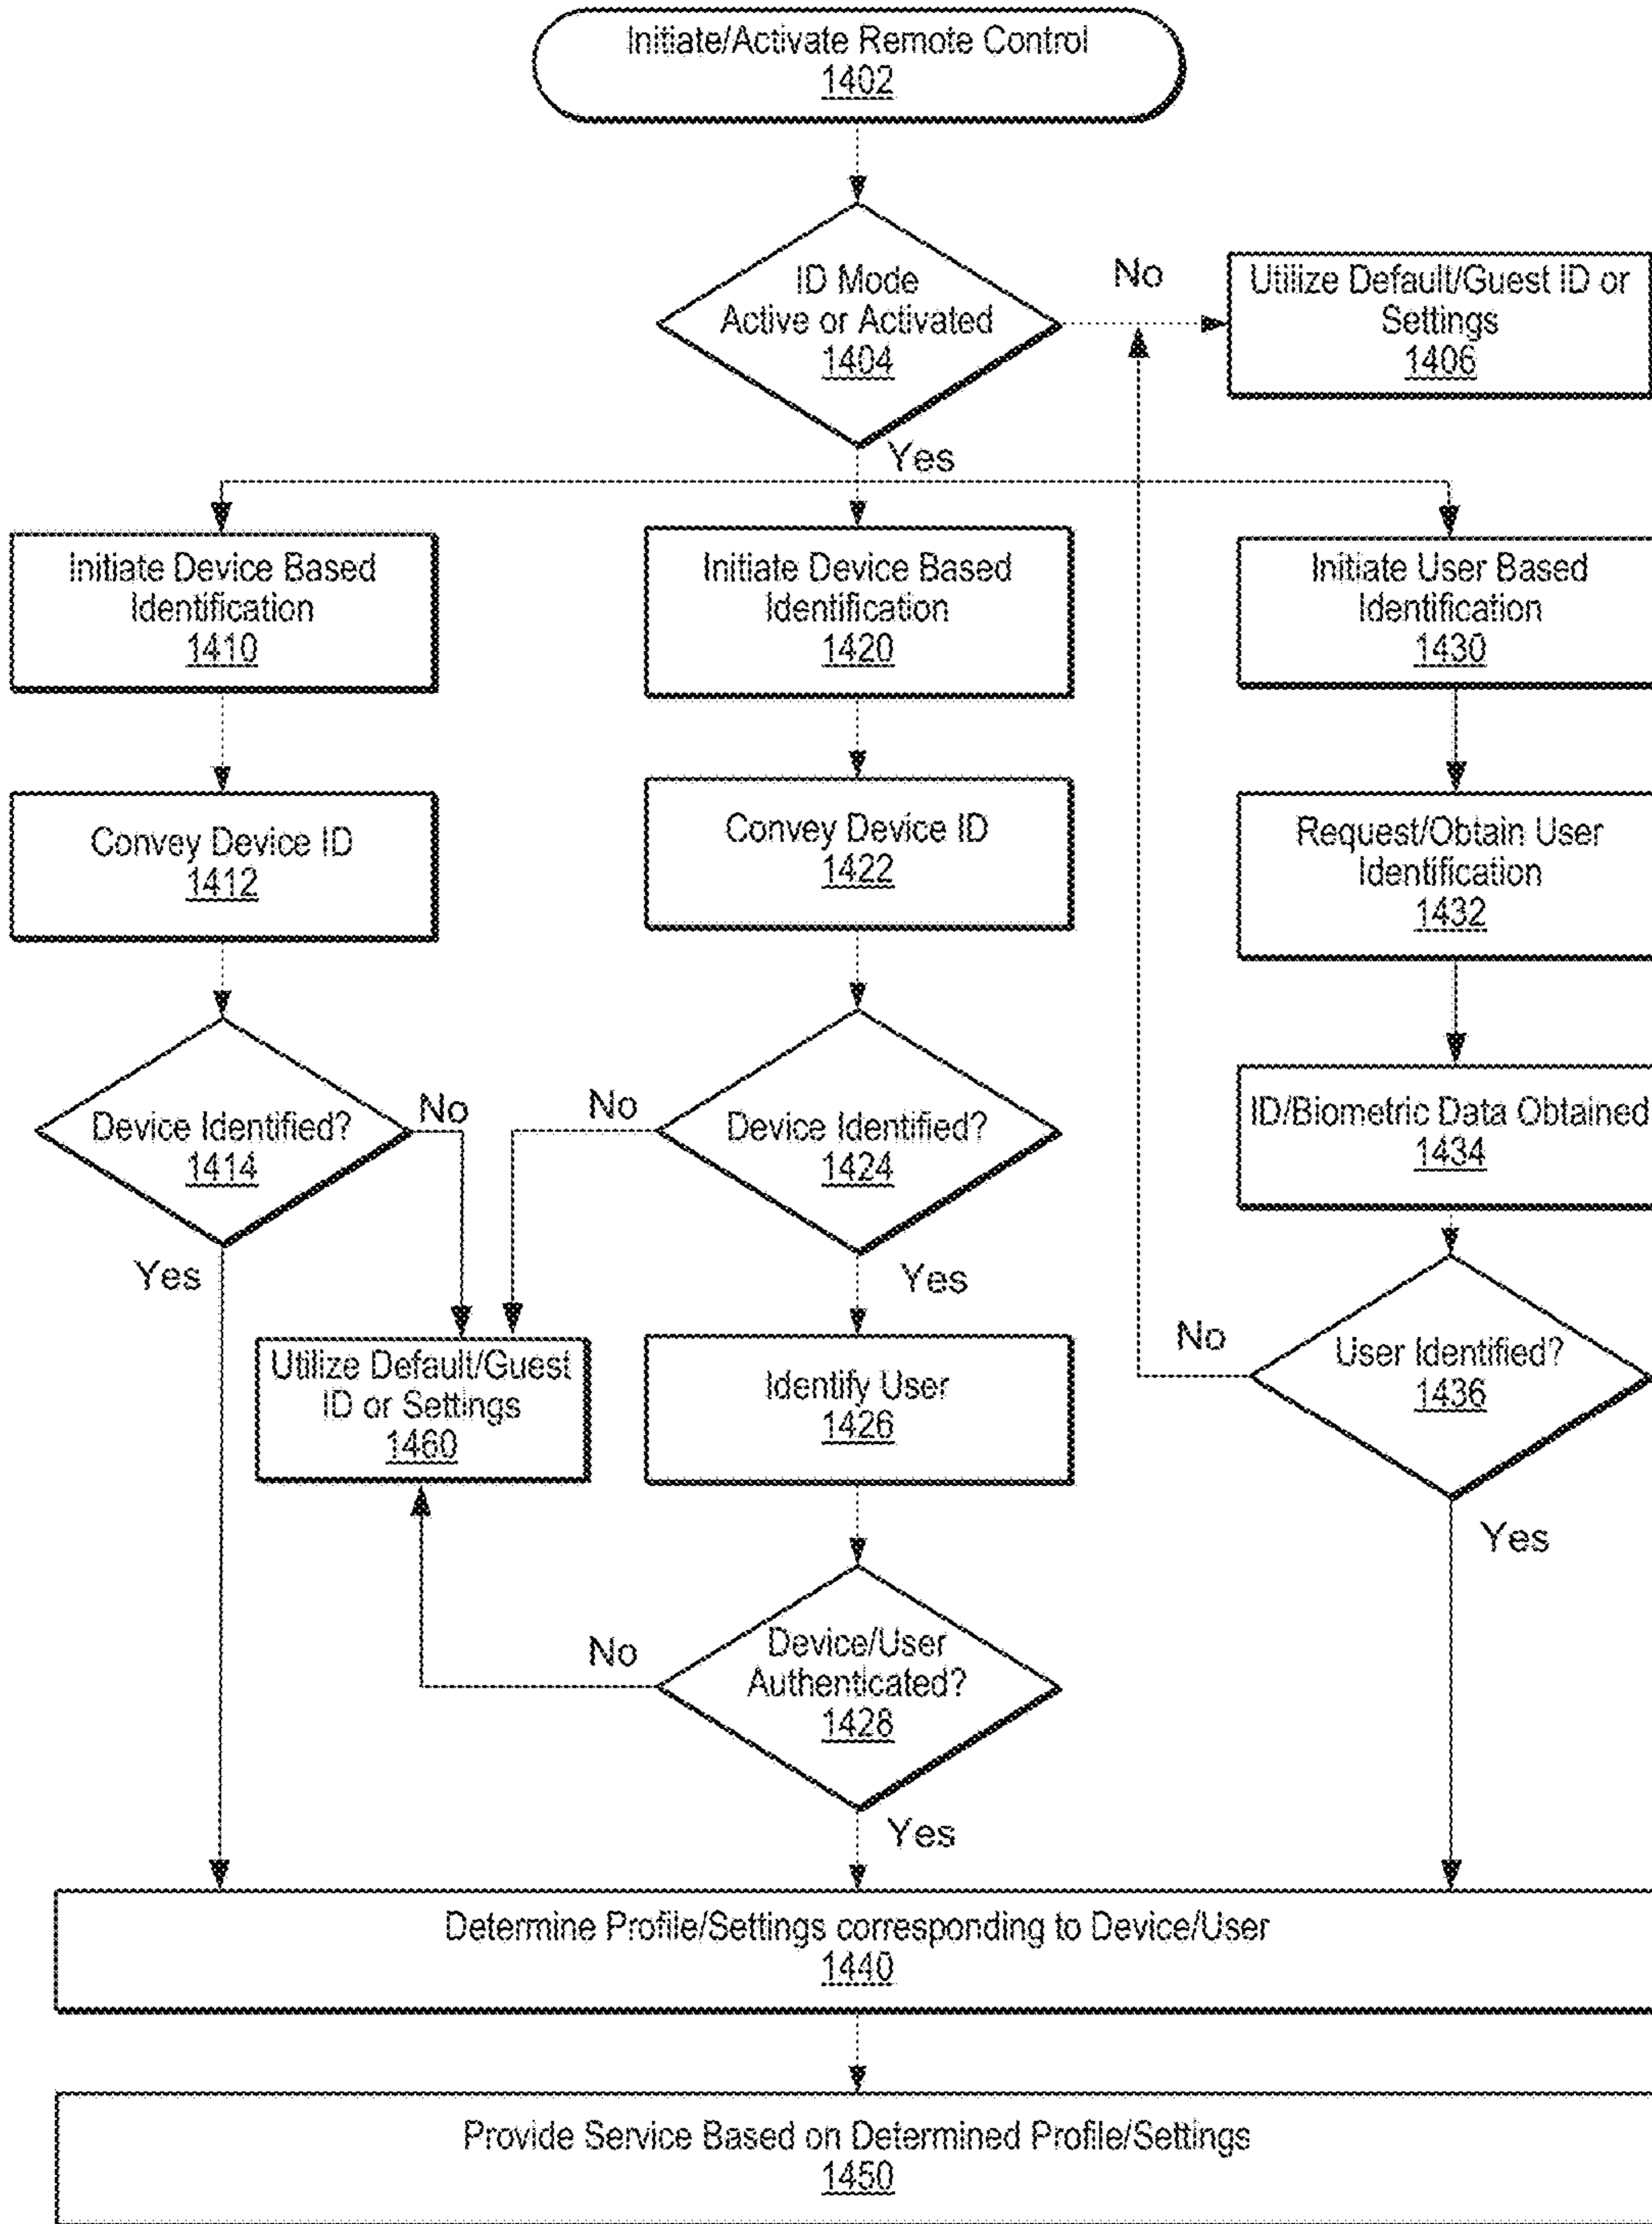 Initiate/Activate Remote Control
1402
ID Mode
Active or Activated
1404
No
Utilize Default/Guest ID or
Settings
1406
Yes
Initiate Device Based
Identification
1410
Initiate Device Based
Identification
1420
Initiate User Based
Identification
1430
Convey Device ID
1412
Convey Device ID
1422
Request/Obtain User
Identification
1432
Device Identified?
1414
No
Yes
No
Device Identified?
1424
Yes
ID/Biometric Data Obtained
1434
Utilize Default/Guest
ID or Settings
1460
Identify User
1426
No
User Identified?
1436
Yes
No
Device/User
Authenticated?
1428
Yes
Determine Profile/Settings corresponding to Device/User
1440
Provide Service Based on Determined Profile/Settings
1450